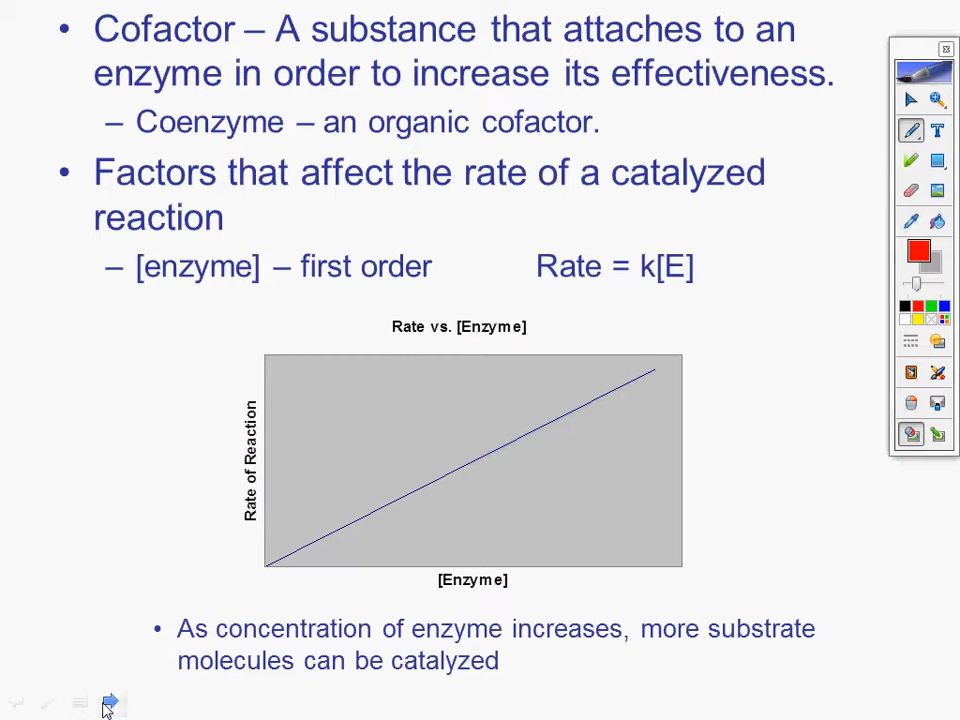 • Cofactor – A substance that attaches to an
enzyme in order to increase its effectiveness.
– Coenzyme – an organic cofactor.
• Factors that affect the rate of a catalyzed
reaction
– [enzyme] – first order Rate = k[E]
Rate vs. [Enzyme]
Rate of Reaction
[Enzyme]
• As concentration of enzyme increases, more substrate
molecules can be catalyzed